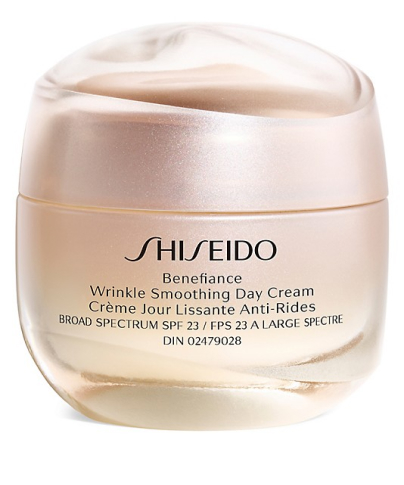 SHISEIDO
Benefiance
Wrinkle Smoothing Day Cream
Crème Jour Lissante Anti-Rides
BROAD SPECTRUM SPF 23 / FPS 23 A LARGE SPECTRE
DIN 02479028